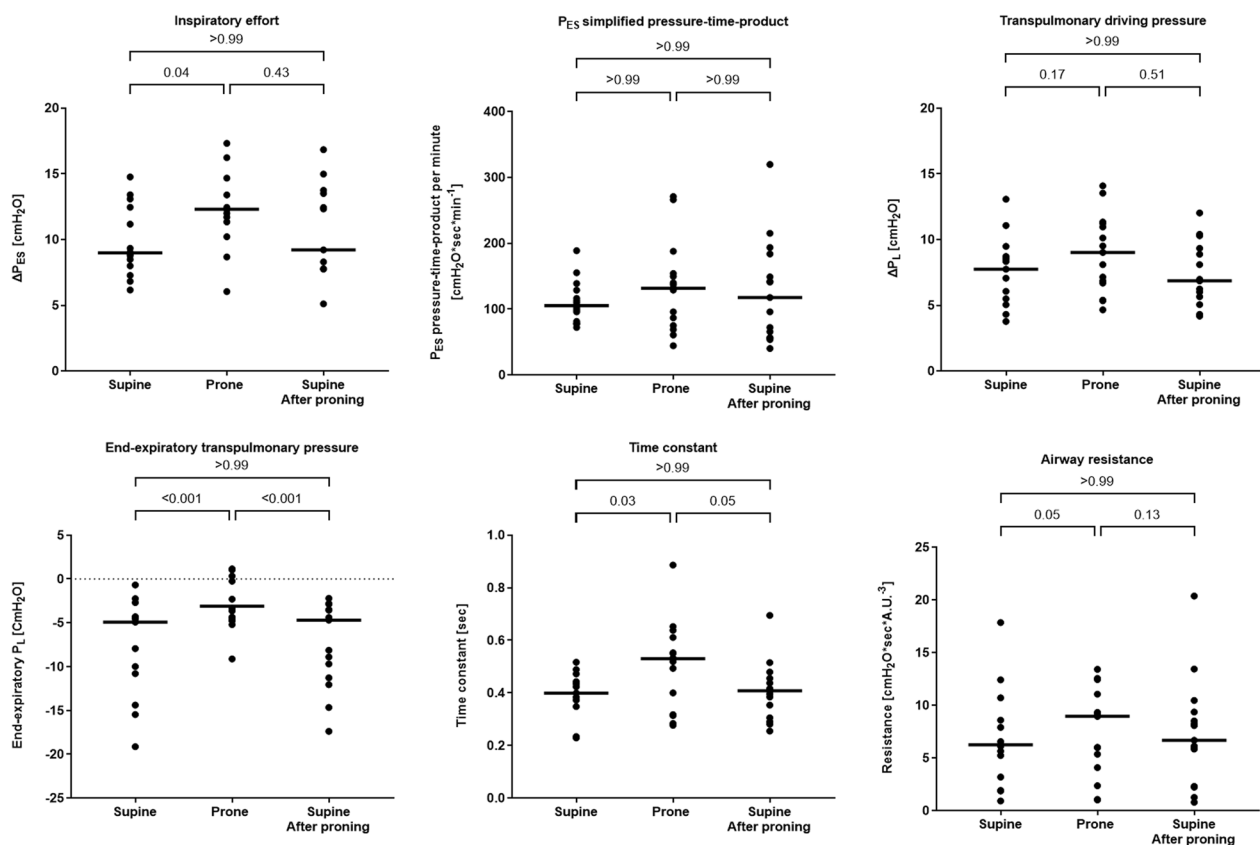 Inspiratory effort
>0.99
0.04
0.43
20
15
10
5
0
ΔPES [cmH2O]
Supine
Prone
Supine
After proning
PES simplified pressure-time-product
>0.99
>0.99
>0.99
400
300
200
100
0
PES pressure-time-product per minute
[cmH2O*sec*min-1]
Supine
Prone
Supine
After proning
Transpulmonary driving pressure
>0.99
0.17
0.51
20
15
10
5
0
ΔPL [cmH2O]
Supine
Prone
Supine
After proning
End-expiratory transpulmonary pressure
>0.99
<0.001
<0.001
5
0
-5
-10
-15
-20
-25
End-expiratory PL [CmH2O]
Supine
Prone
Supine
After proning
Time constant
>0.99
0.03
0.05
1.0
0.8
0.6
0.4
0.2
0.0
Time constant [sec]
Supine
Prone
Supine
After proning
Airway resistance
>0.99
0.05
0.13
25
20
15
10
5
0
Resistance [cmH2O*sec*A.U.-3]
Supine
Prone
Supine
After proning